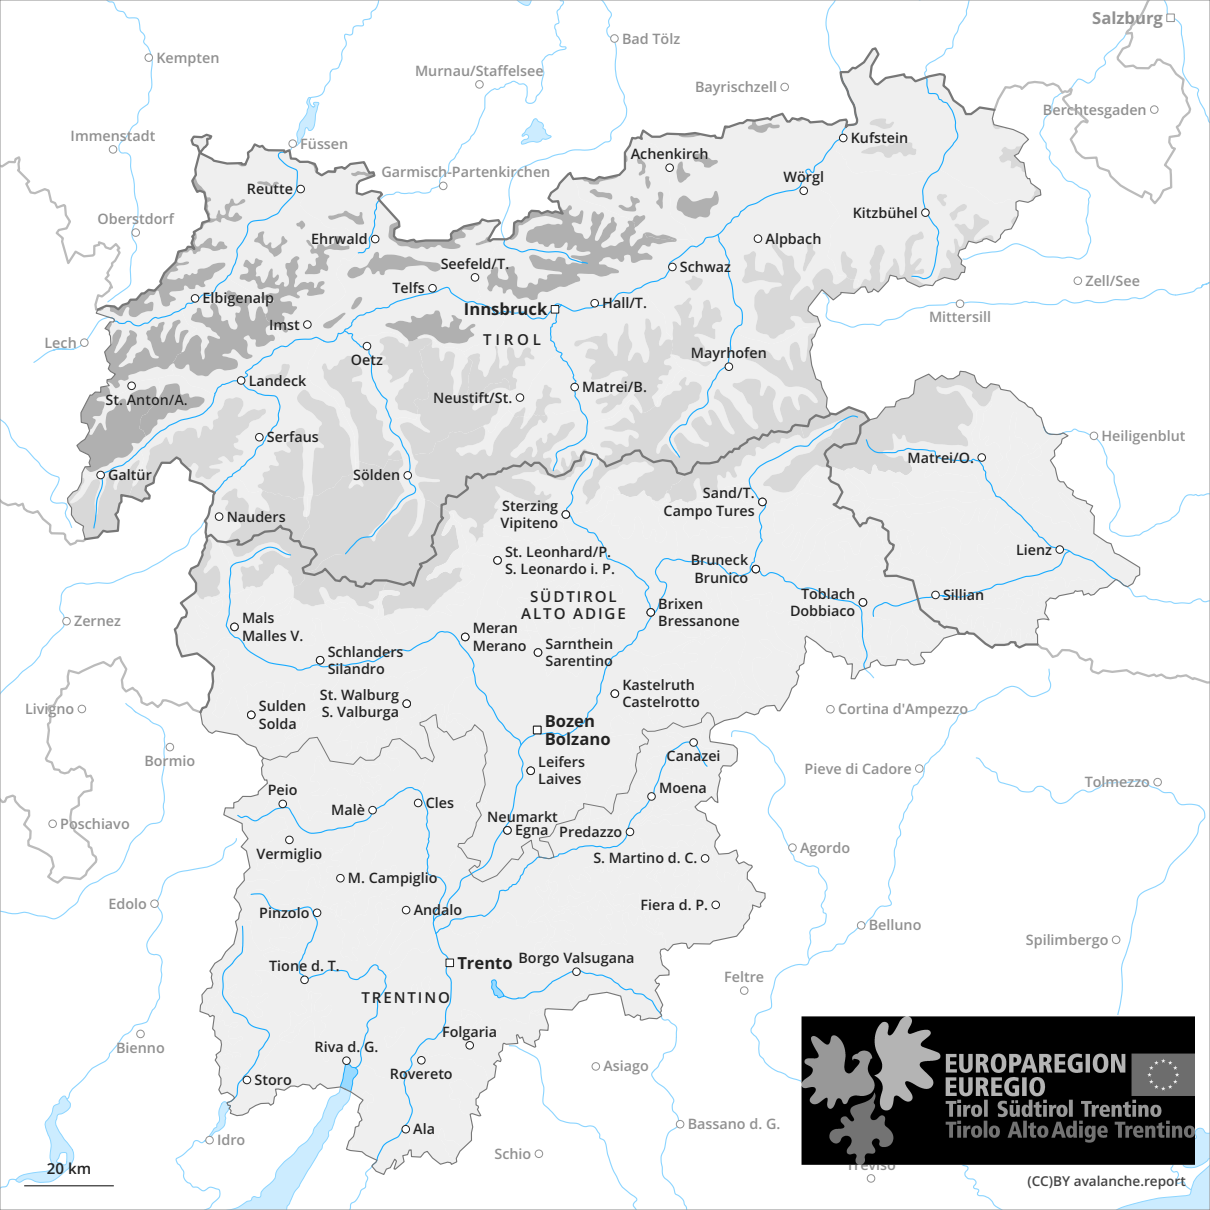 Salzburg
Bad Tölz
Kempten
Murnau/Staffelsee
Bayrischzell
Berchtesgaden
Immenstadt
Füssen
Kufstein
Achenkirch
Garmisch-Partenkirchen
Wörgl
Reutte
Kitzbühel
Oberstdorf
Ehrwald
Alpbach
Seefeld/T.
Schwaz
Zell/See
Telfs
Elbigenalp
Hall/T.
Innsbruck
Mittersill
Imst
TIROL
Lech
Mayrhofen
Oetz
Landeck
Matrei/B.
St. Anton/A.
Neustift/St.
Serfaus
Heiligenblut
Matrei/O.
Galtür
Sölden
Sand/T.
Campo Tures
Sterzing
Vipiteno
Nauders
St. Leonhard/P.
S. Leonardo i. P.
Lienz
Bruneck
Brunico
SÜDTIROL
ALTO ADIGE
Toblach
Dobbiaco
Sillian
Brixen
Bressanone
Zernez
Mals
Malles V.
Meran
Merano
Sarnthein
Sarentino
Schlanders
Silandro
Kastelruth
Castelrotto
St. Walburg
S. Valburga
Livigno
Sulden
Solda
Cortina d'Ampezzo
Bozen
Bolzano
Canazei
Bormio
Leifers
Laives
Pieve di Cadore
Tolmezzo
Moena
Peio
Malè
Cles
Neumarkt
Egna
Predazzo
Poschiavo
Vermiglio
Agordo
S. Martino d. C.
M. Campiglio
Edolo
Pinzolo
Andalo
Fiera d. P.
Belluno
Spilimbergo
Trento
Borgo Valsugana
Tione d. T.
Feltre
TRENTINO
Folgaria
Bienno
Riva d. G.
Rovereto
Asiago
Storo
EUROPAREGION
EUREGIO
Tirol Südtirol Trentino
Tirolo Alto Adige Trentino
Bassano d. G.
Ala
Idro
Schio
Treviso
20 km
(CC)BY avalanche.report